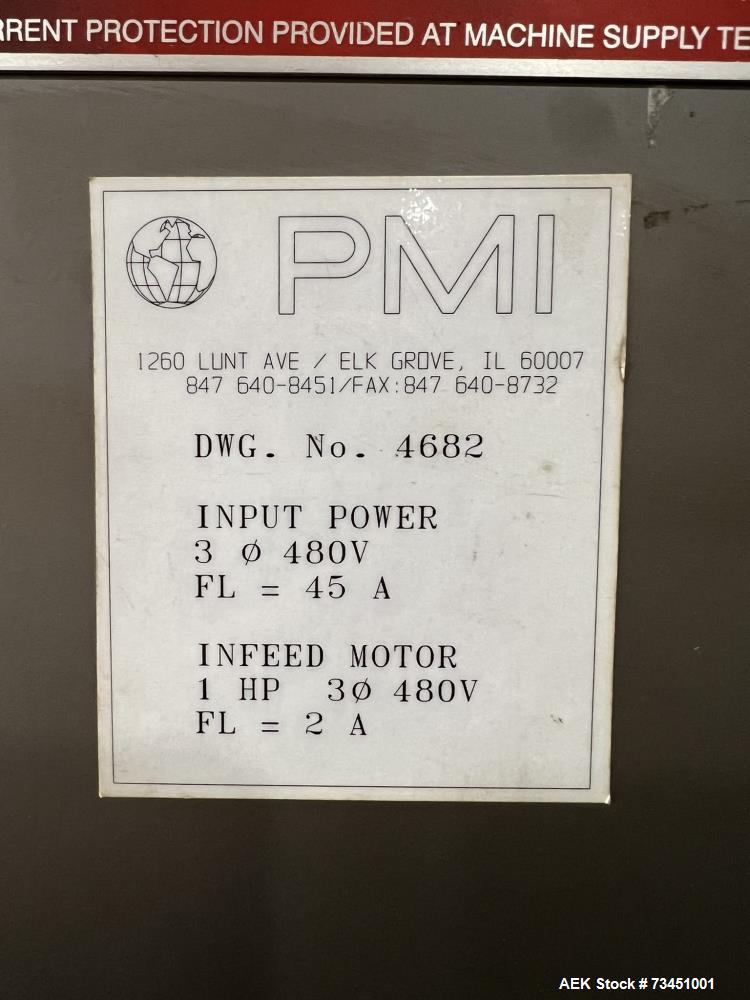 PROTECTION PROVIDED AT MACHINE SUPPLY
PMI
1260 LUNT AVE / ELK GROVE, IL 60007
847 640-8451/FAX:847 640-8732
DWG. No. 4682
INPUT POWER
3 Ø 480V
FL = 45 A
INFEED MOTOR
1 HP 3Ø 480V
FL = 2 A
AEK Stock # 73451001